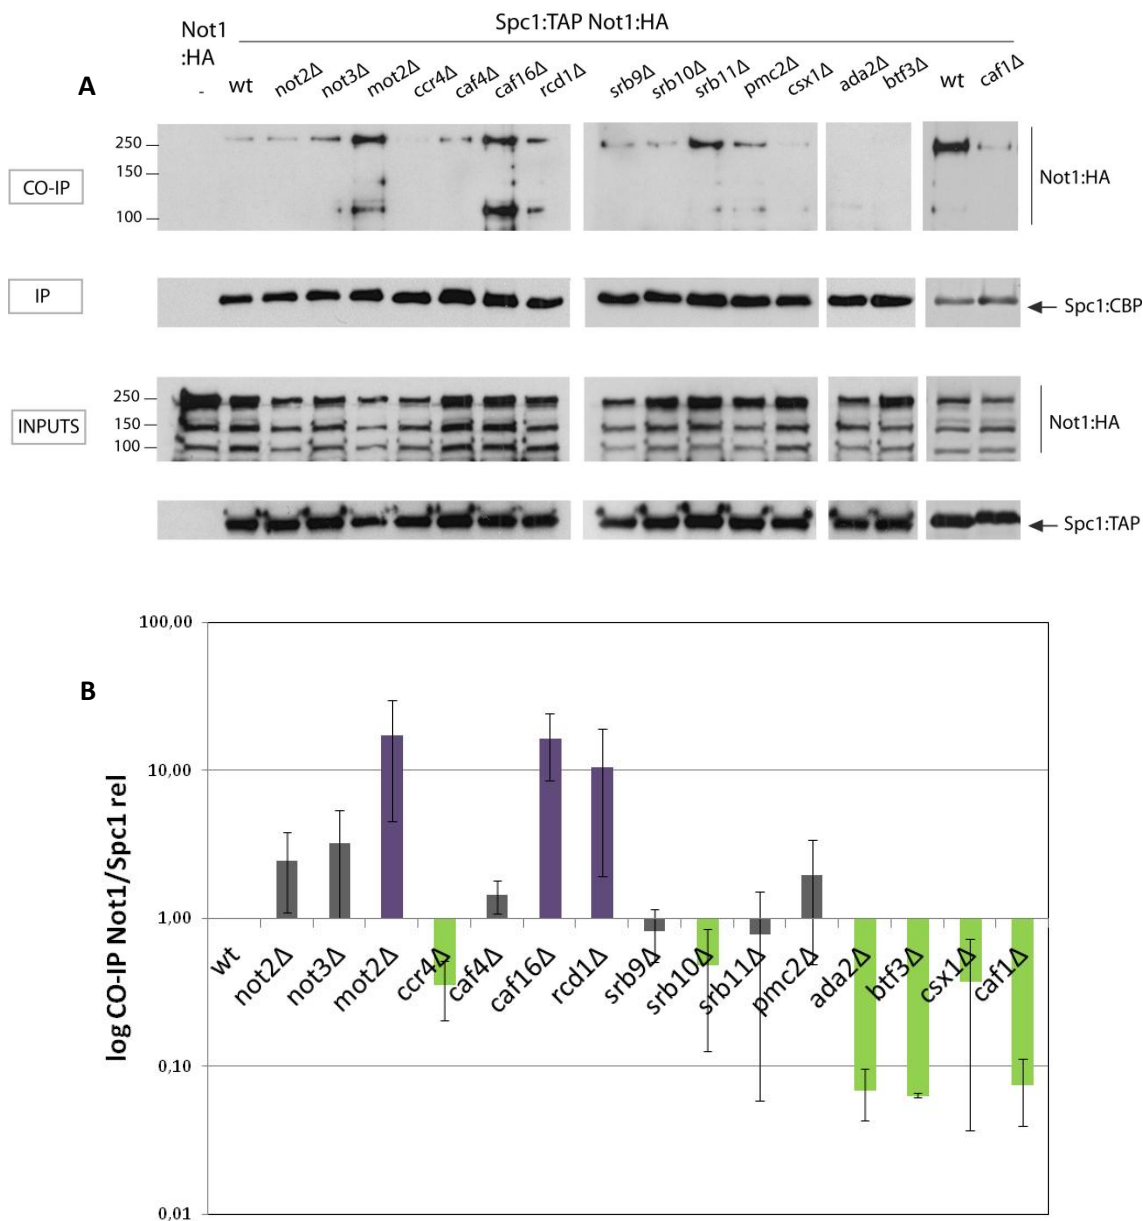 Spc1:TAP Not1:HA
Not1
:HA
A
- wt not2Δ not3Δ mot2Δ ccr4Δ caf4Δ caf16Δ rcd1Δ srb9Δ srb10Δ srb11Δ pmc2Δ csx1Δ ada2Δ btf3Δ wt caf1Δ
250
150
100
CO-IP
Not1:HA
IP
Spc1:CBP
250
150
100
INPUTS
Not1:HA
Spc1:TAP
B
log CO-IP Not1/Spc1 rel
100,00
10,00
1,00
0,10
0,01
wt not2Δ not3Δ mot2Δ ccr4Δ caf4Δ caf16Δ rcd1Δ srb9Δ srb10Δ srb11Δ pmc2Δ ada2Δ btf3Δ csx1Δ caf1Δ